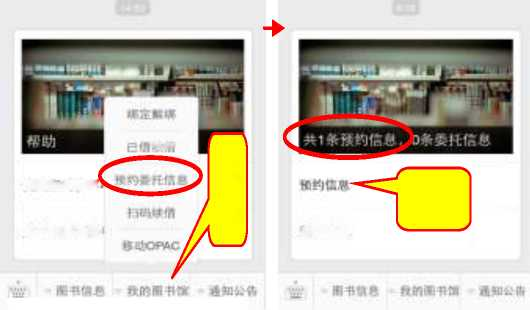 帮助
绑定解绑
预约委托信息
扫码续借
移动OPAC
图书信息
我的图书馆
通知公告
共1条预约信息，0条委托信息
预约信息
图书信息
我的图书馆
通知公告